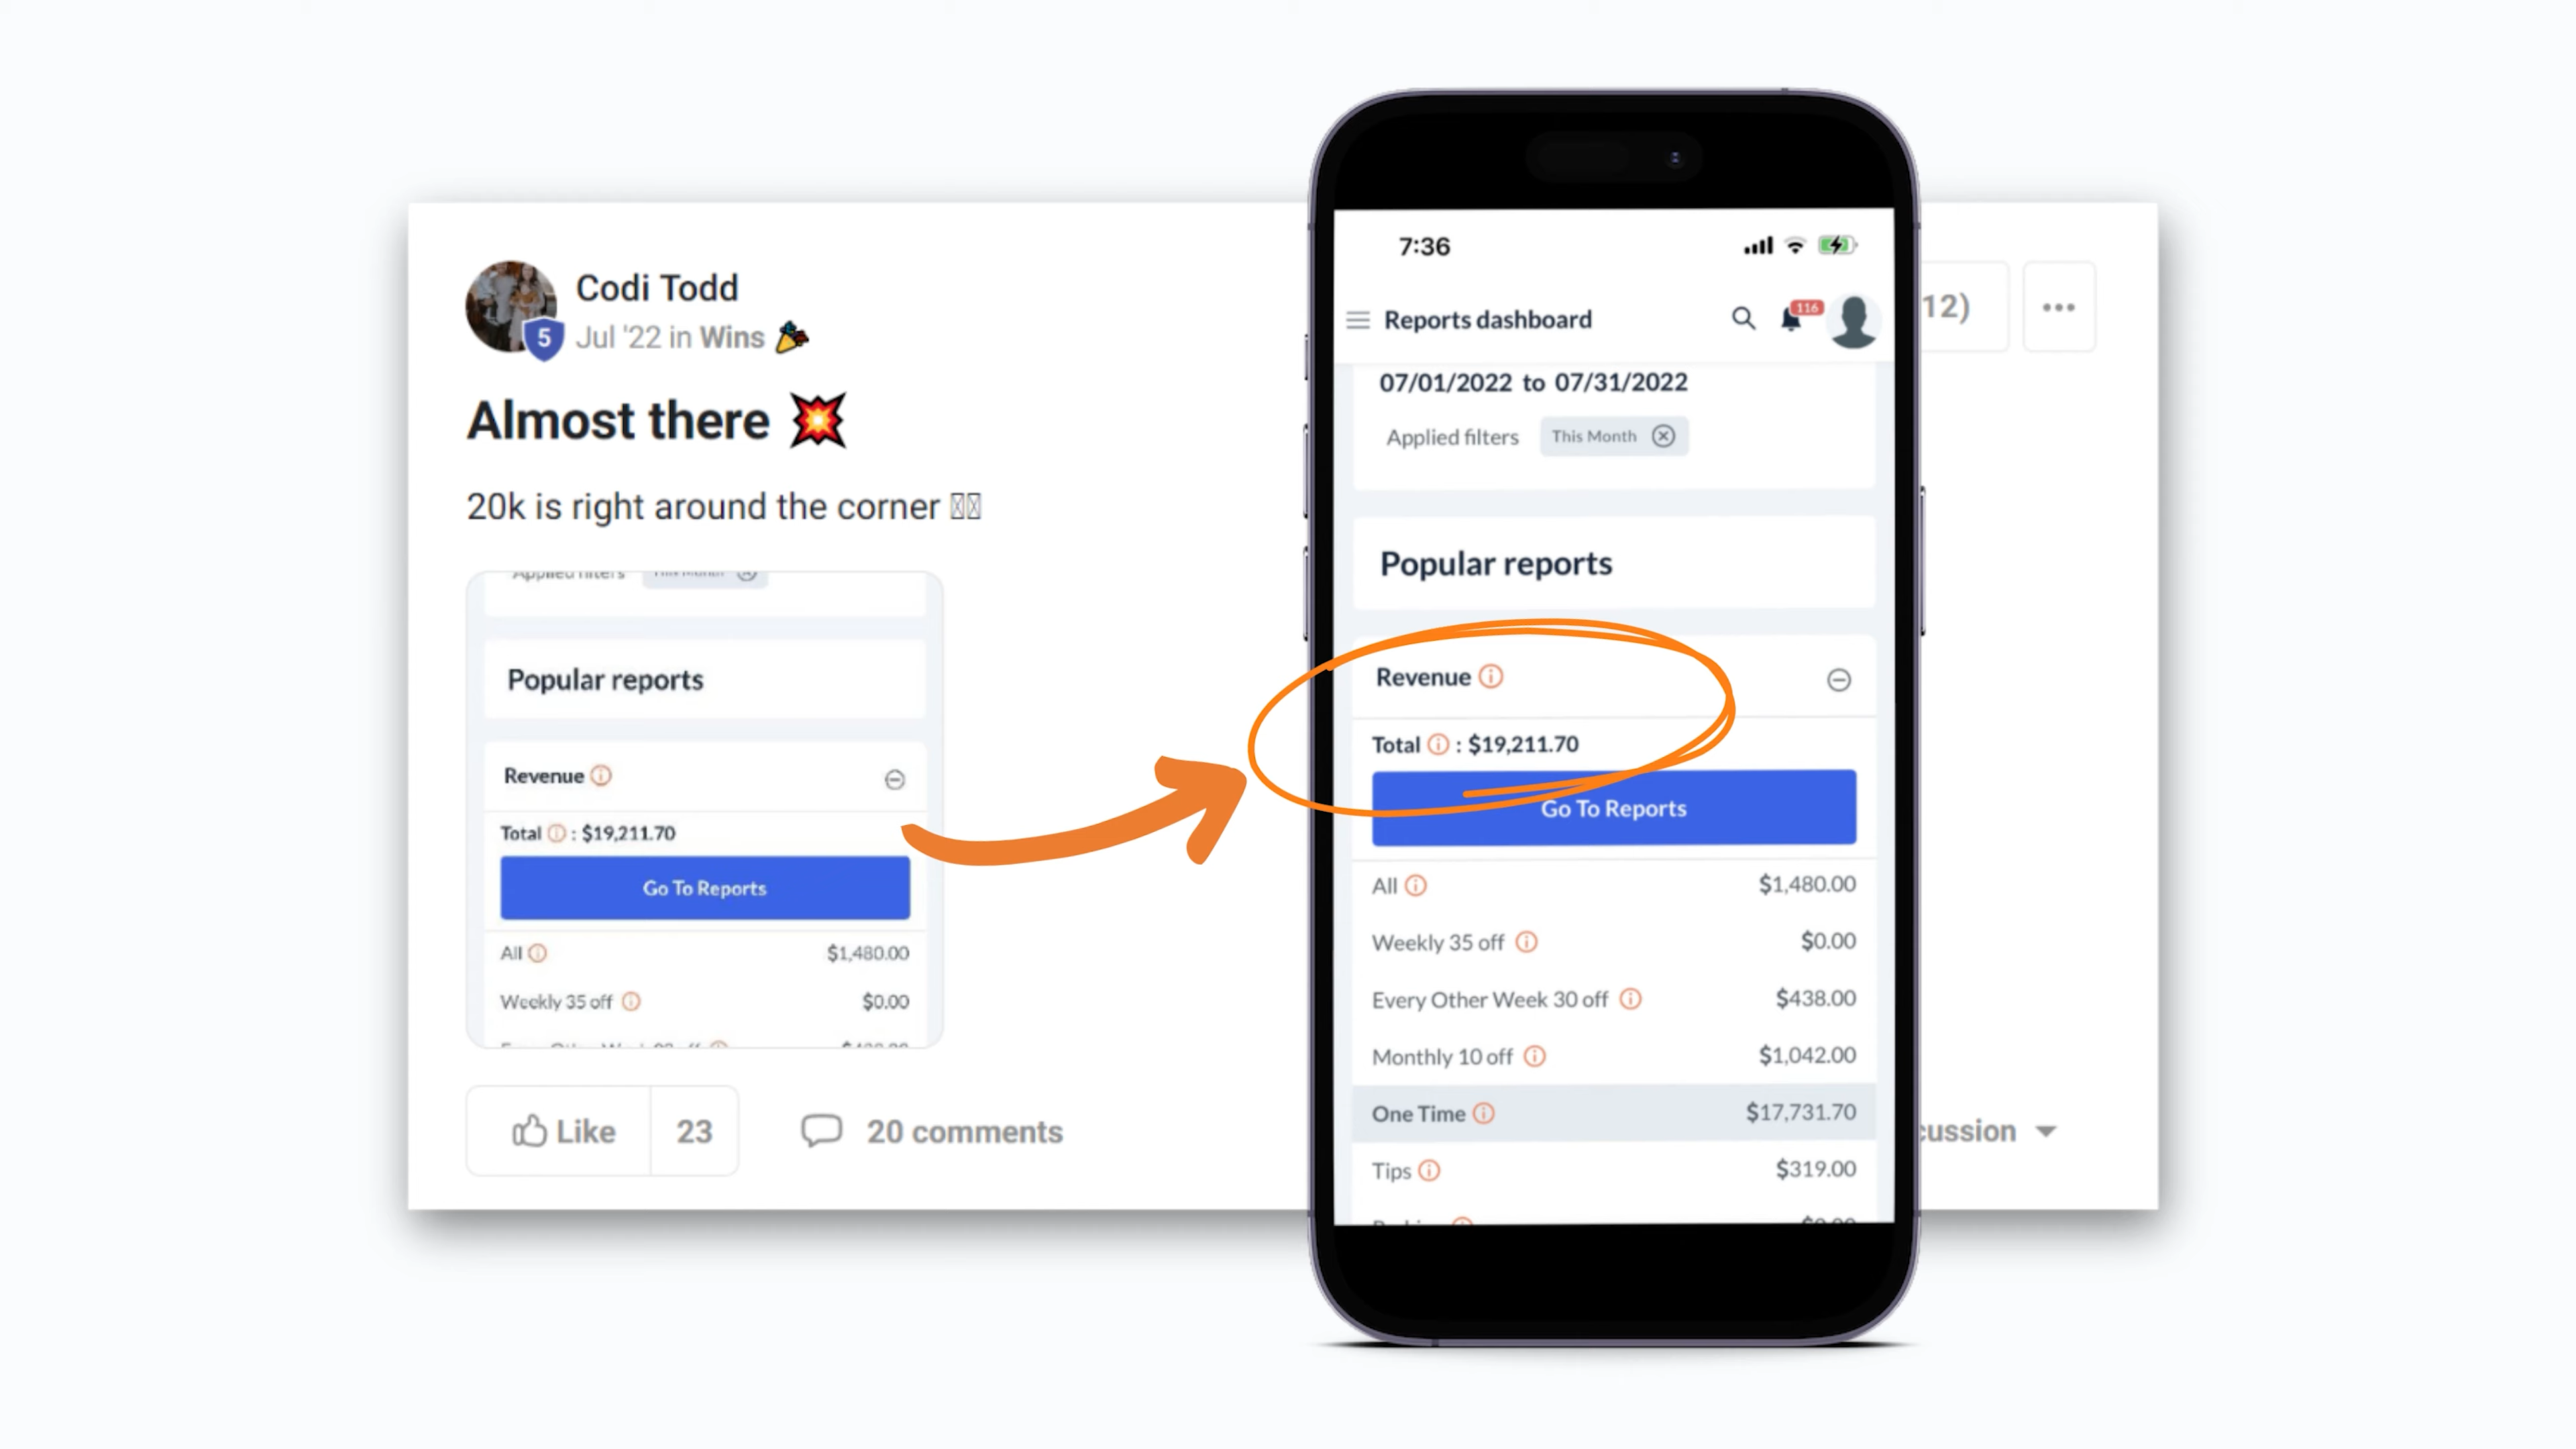 Codi Todd
5
Jul '22 in Wins
Almost there
20k is right around the corner
Applied filters This Month
Popular reports
Revenue
Total : $19,211.70
Go To Reports
All $1,480.00
Weekly 35 off $0.00
Like 23 20 comments
12)
cussion
7:36
Reports dashboard
116
07/01/2022 to 07/31/2022
Applied filters This Month
Popular reports
Revenue
Total : $19,211.70
Go To Reports
All $1,480.00
Weekly 35 off $0.00
Every Other Week 30 off $438.00
Monthly 10 off $1,042.00
One Time $17,731.70
Tips $319.00